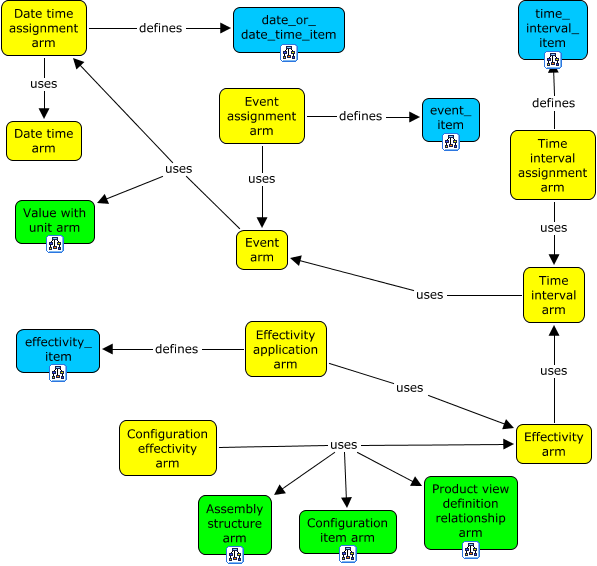 Date time
assignment
arm
defines
date_or_
date_time_item
time_
interval_
item
uses
Event
assignment
arm
defines
event_
item
defines
Date time
arm
Time
interval
assignment
arm
uses
uses
Value with
unit arm
uses
Event
arm
Time
interval
arm
uses
effectivity_
item
defines
Effectivity
application
arm
uses
uses
Configuration
effectivity
arm
uses
Effectivity
arm
Assembly
structure
arm
Configuration
item arm
Product view
definition
relationship
arm